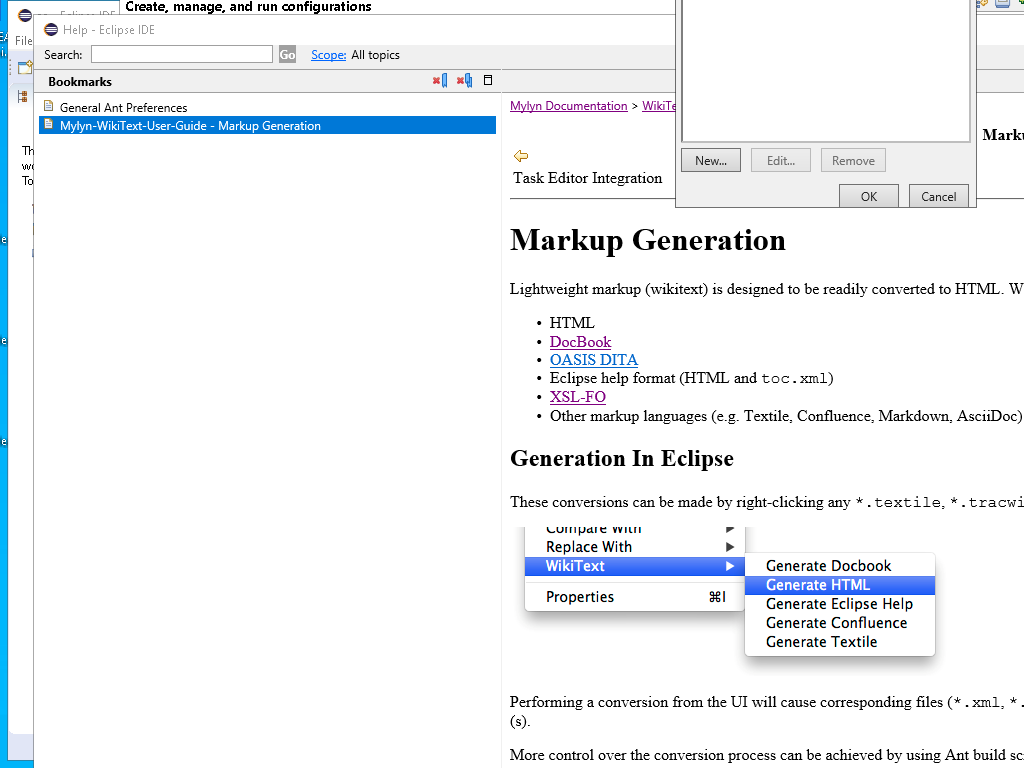 Create, manage, and run configurations
Eclipse IDE
File
Help - Eclipse IDE
Search:
Go
Scope: All topics
Bookmarks
General Ant Preferences
Mylyn-WikiText-User-Guide - Markup Generation
Mylyn Documentation > WikiTe
Task Editor Integration
New...
Edit...
Remove
OK
Cancel
Marku
Markup Generation
Lightweight markup (wikitext) is designed to be readily converted to HTML. W
• HTML
• DocBook
• OASIS DITA
• Eclipse help format (HTML and toc.xml)
• XSL-FO
• Other markup languages (e.g. Textile, Confluence, Markdown, AsciiDoc)
Generation In Eclipse
These conversions can be made by right-clicking any *.textile, *.tracwi
Compare With
Replace With
WikiText
Properties ⌘I
Generate Docbook
Generate HTML
Generate Eclipse Help
Generate Confluence
Generate Textile
Performing a conversion from the UI will cause corresponding files (*.xml, *.
(s).
More control over the conversion process can be achieved by using Ant build sc